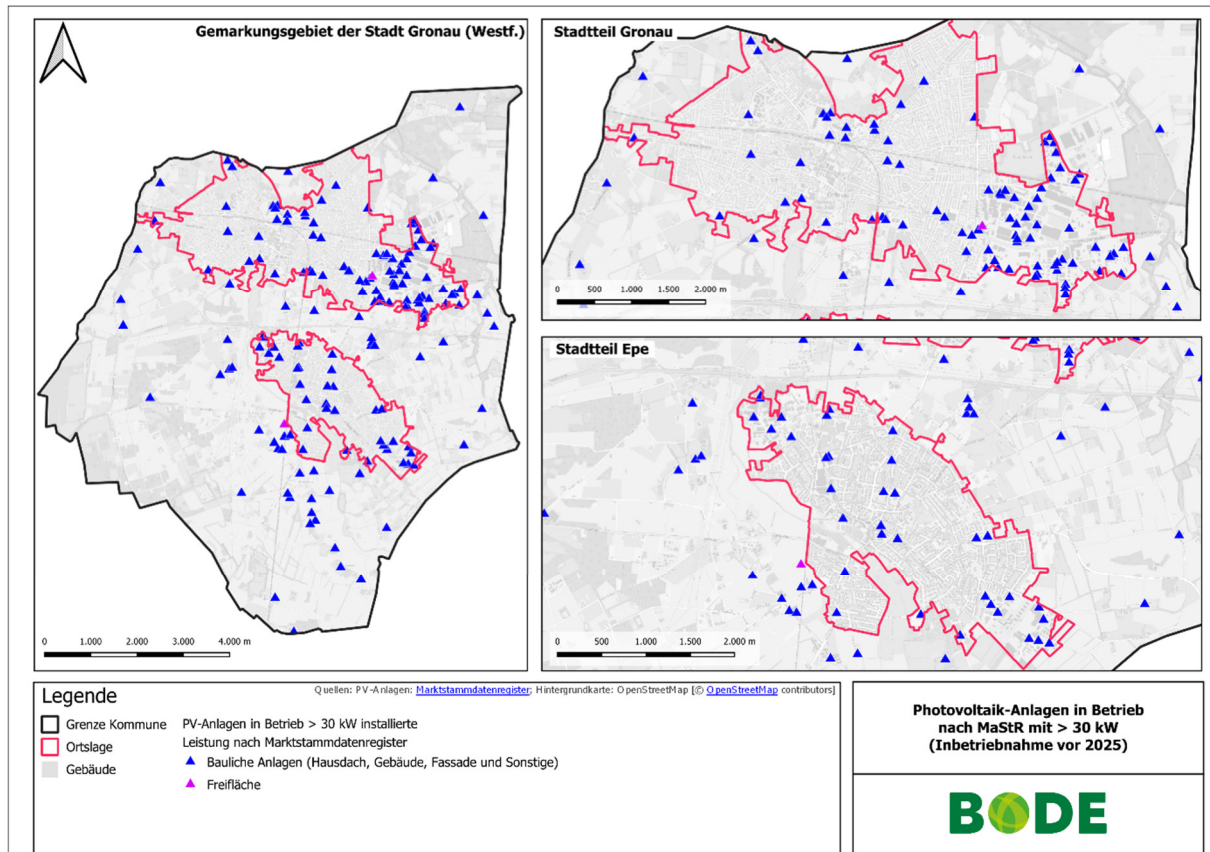 Gemarkungsgebiet der Stadt Gronau (Westf.)
0 1.000 2.000 3.000 4.000 m
Stadtteil Gronau
0 500 1.000 2.000 m
Stadtteil Epe
0 500 1.000 1.500 2.000 m
Legende
Grenze Kommune
Ortslage
Gebäude
Quellen: PV-Anlagen: Marktstammdatenregister; Hintergrundkarte: OpenStreetMap [© OpenStreetMap contributors]
PV-Anlagen in Betrieb > 30 kW installierte
Leistung nach Marktstammdatenregister
Bauliche Anlagen (Hausdach, Gebäude, Fassade und Sonstige)
Freifläche
Photovoltaik-Anlagen in Betrieb
nach MaStR mit > 30 kW
(Inbetriebnahme vor 2025)
BODE